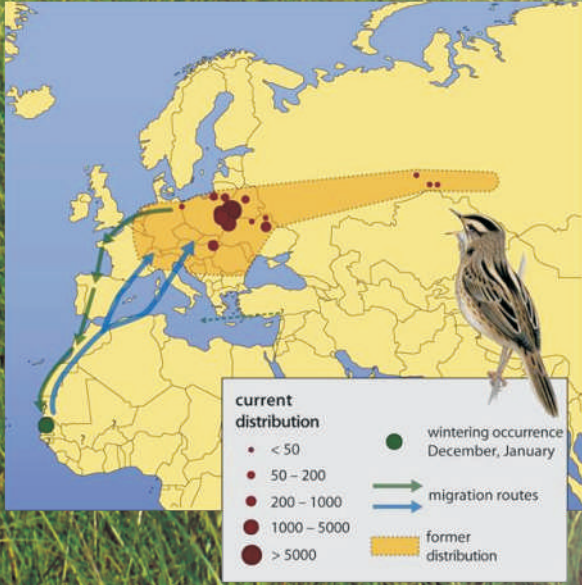 ?
?
?
current
distribution
< 50
50 – 200
200 – 1000
1000 – 5000
> 5000
wintering occurrence
December, January
migration routes
former
distribution